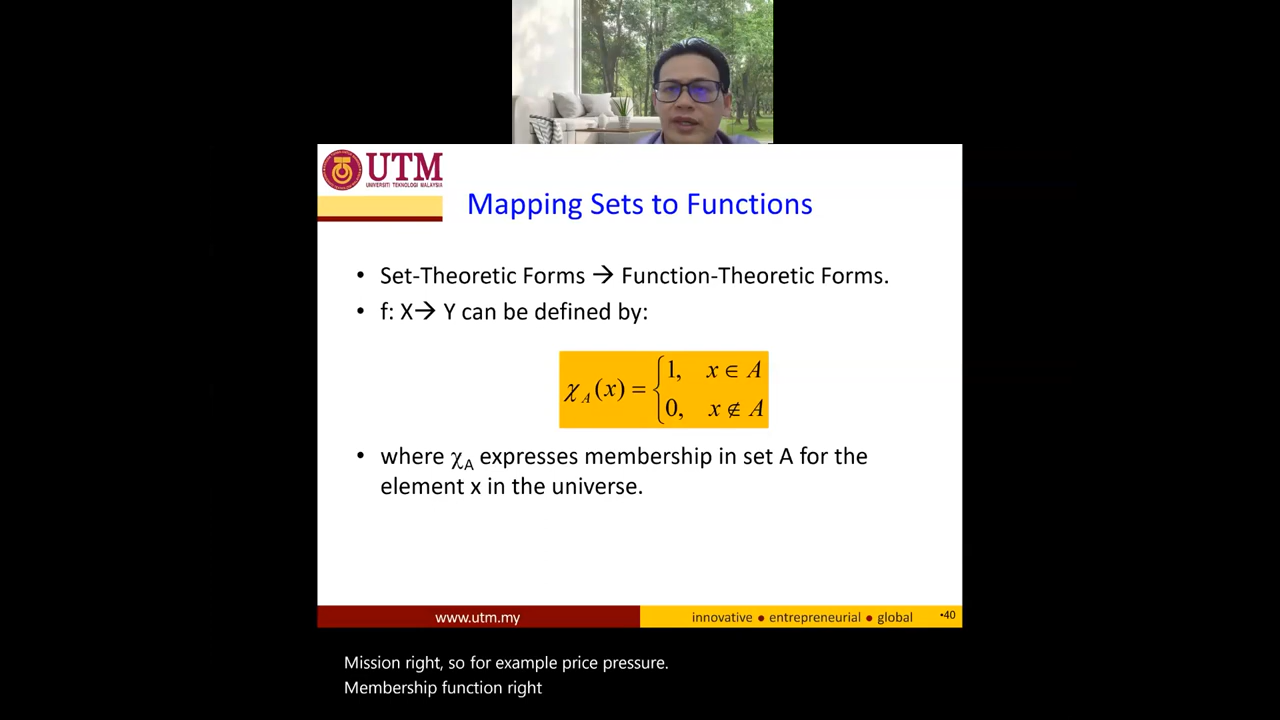 UTM
UNIVERSITI TEKNOLOGI MALAYSIA
Mapping Sets to Functions
• Set-Theoretic Forms → Function-Theoretic Forms.
• f: X→ Y can be defined by:
χ_A(x) = { 1, x ∈ A
0, x ∉ A
• where χ_A expresses membership in set A for the
element x in the universe.
www.utm.my
innovative ● entrepreneurial ● global
•40
Mission right, so for example price pressure.
Membership function right